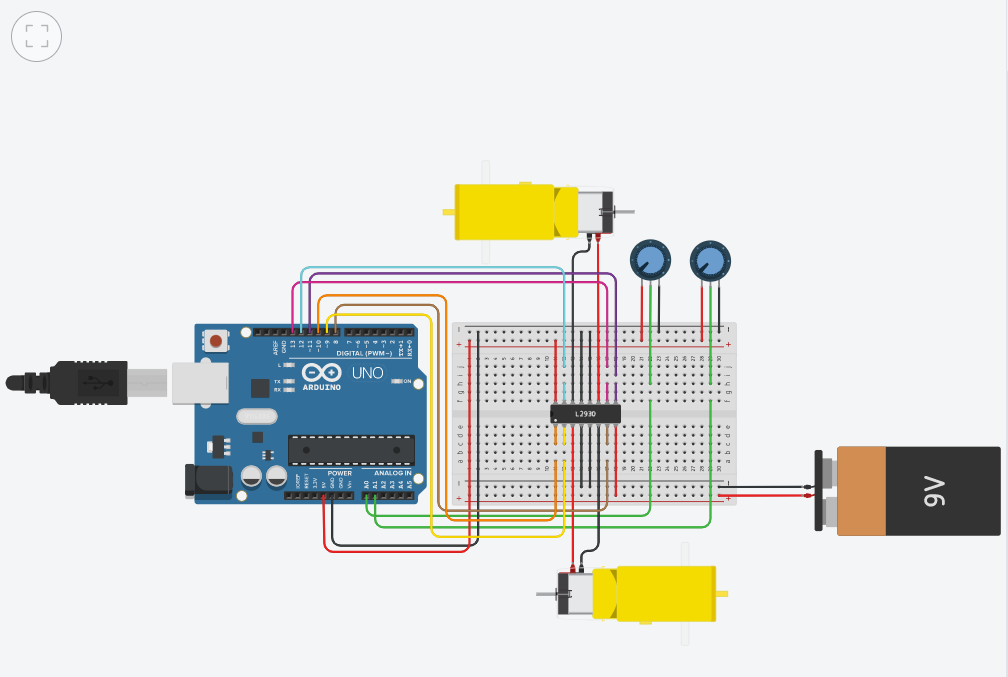 AREF
GND
13
12
~11
~10
~9
8
7
~6
~5
4
~3
2
TX→1
RX←0
DIGITAL (PWM~)
L
TX
RX
ARDUINO
UNO
ON
POWER
ANALOG IN
IOREF
RESET
3.3V
5V
GND
GND
Vin
A0
A1
A2
A3
A4
A5
L293D
a b c d e
f g h i j
9V